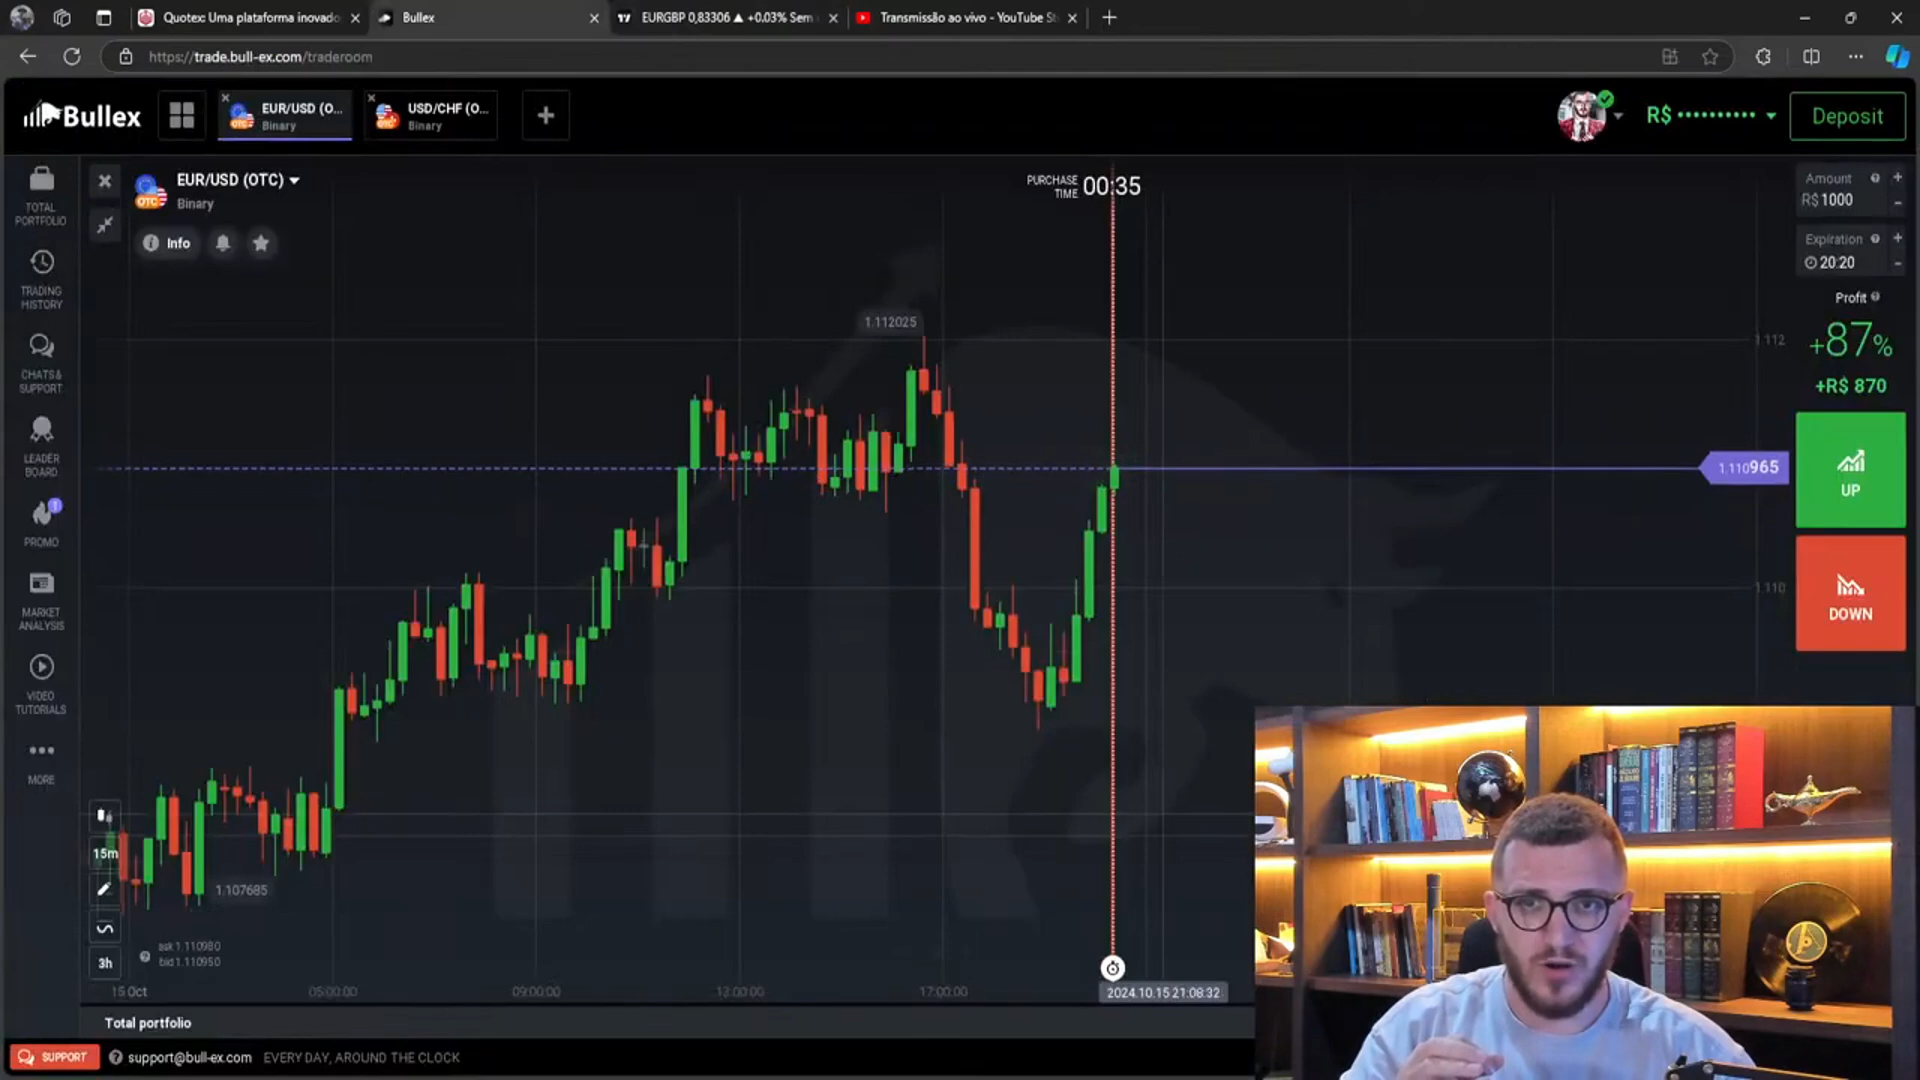 Quotex: Uma plataforma inovado
Bullex
EURGBP 0,83306 ▲ +0.03% Sem
Transmissão ao vivo - YouTube St
https://trade.bull-ex.com/traderoom
Bullex
EUR/USD (O...
Binary
USD/CHF (O...
Binary
R$ ••••••••••
Deposit
TOTAL
PORTFOLIO
TRADING
HISTORY
CHATS &
SUPPORT
LEADER
BOARD
1
PROMO
MARKET
ANALYSIS
VIDEO
TUTORIALS
MORE
EUR/USD (OTC)
OTC
Binary
Info
PURCHASE
TIME
00:35
Amount
R$ 1000
Expiration
20:20
Profit
+87%
+R$ 870
UP
DOWN
1.112025
1.112
1.110965
1.110
1.107685
15m
3h
ask 1.110980
bid 1.110950
15 Oct
05:00:00
09:00:00
13:00:00
17:00:00
2024.10.15 21:08:32
Total portfolio
SUPPORT
support@bull-ex.com
EVERY DAY, AROUND THE CLOCK